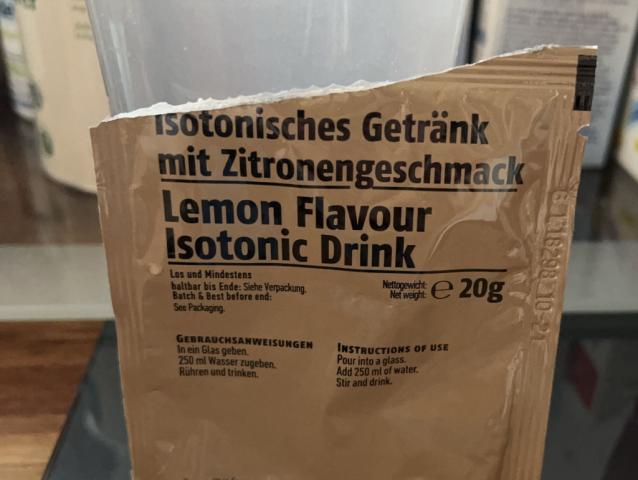 Isotonisches Getränk
mit Zitronengeschmack
Lemon Flavour
Isotonic Drink
Los und Mindestens
haltbar bis Ende: Siehe Verpackung.
Batch & Best before end:
See Packaging.
Nettogewicht:
Net weight: ℮ 20g
GEBRAUCHSANWEISUNGEN
In ein Glas geben.
250 ml Wasser zugeben.
Rühren und trinken.
INSTRUCTIONS OF USE
Pour into a glass.
Add 250 ml of water.
Stir and drink.